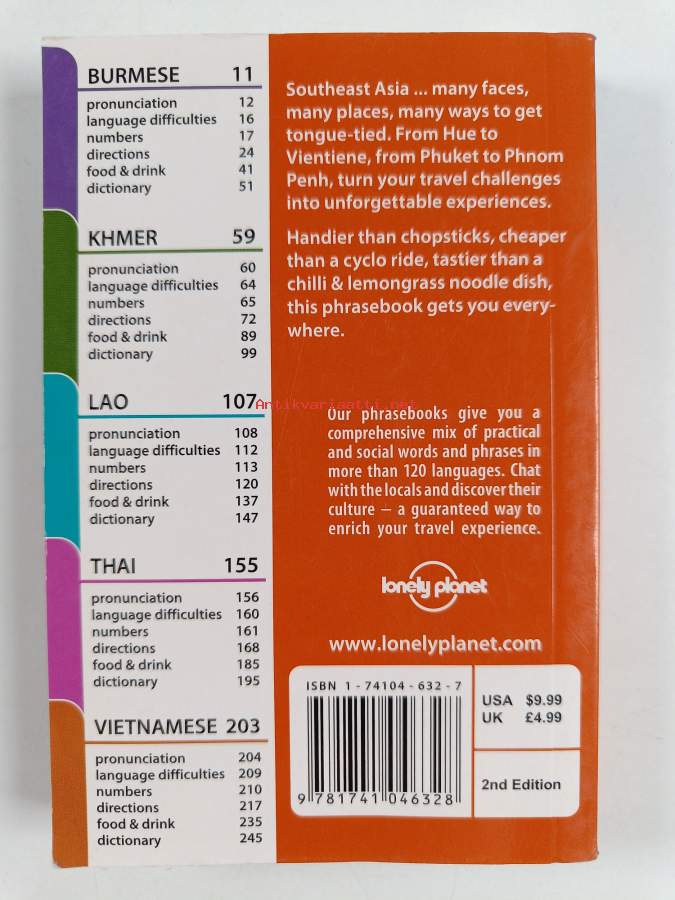 BURMESE 11
pronunciation 12
language difficulties 16
numbers 17
directions 24
food & drink 41
dictionary 51
KHMER 59
pronunciation 60
language difficulties 64
numbers 65
directions 72
food & drink 89
dictionary 99
LAO 107
pronunciation 108
language difficulties 112
numbers 113
directions 120
food & drink 137
dictionary 147
THAI 155
pronunciation 156
language difficulties 160
numbers 161
directions 168
food & drink 185
dictionary 195
VIETNAMESE 203
pronunciation 204
language difficulties 209
numbers 210
directions 217
food & drink 235
dictionary 245
Southeast Asia ... many faces,
many places, many ways to get
tongue-tied. From Hue to
Vientiene, from Phuket to Phnom
Penh, turn your travel challenges
into unforgettable experiences.
Handier than chopsticks, cheaper
than a cyclo ride, tastier than a
chilli & lemongrass noodle dish,
this phrasebook gets you every-
where.
Antikvariaatti.net
Our phrasebooks give you a
comprehensive mix of practical
and social words and phrases in
more than 120 languages. Chat
with the locals and discover their
culture – a guaranteed way to
enrich your travel experience.
lonely planet
www.lonelyplanet.com
ISBN 1-74104-632-7
9 781741 046328
USA $9.99
UK £4.99
2nd Edition